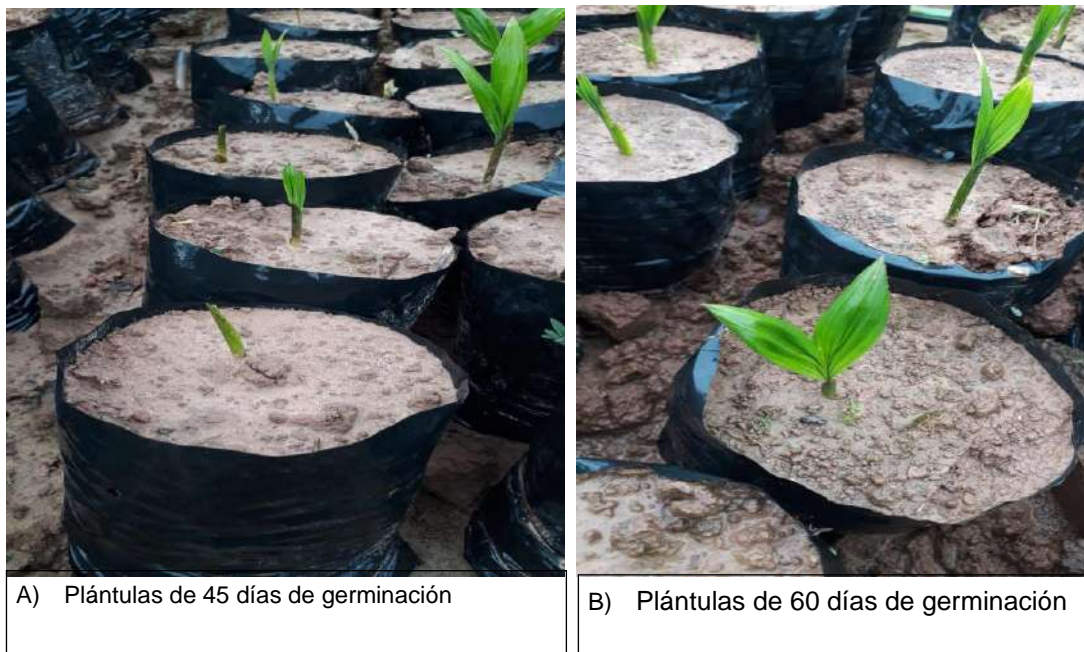 A) Plántulas de 45 días de germinación
B) Plántulas de 60 días de germinación